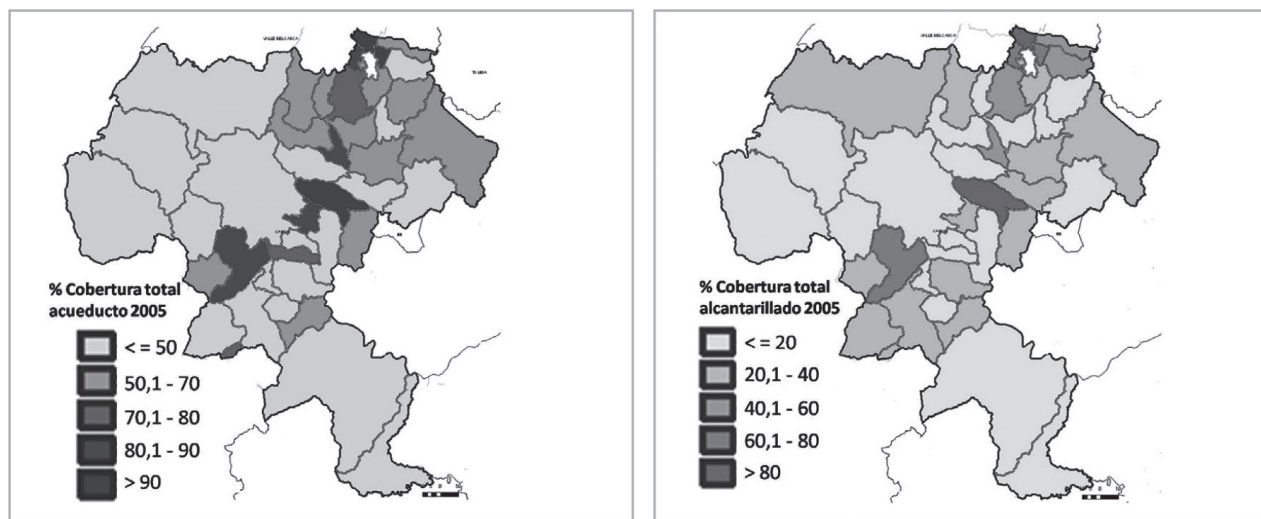 VALLE DEL CAUCA
TOLIMA
% Cobertura total
acueducto 2005
< = 50
50,1 - 70
70,1 - 80
80,1 - 90
> 90
VALLE DEL CAUCA
% Cobertura total
alcantarillado 2005
< = 20
20,1 - 40
40,1 - 60
60,1 - 80
> 80